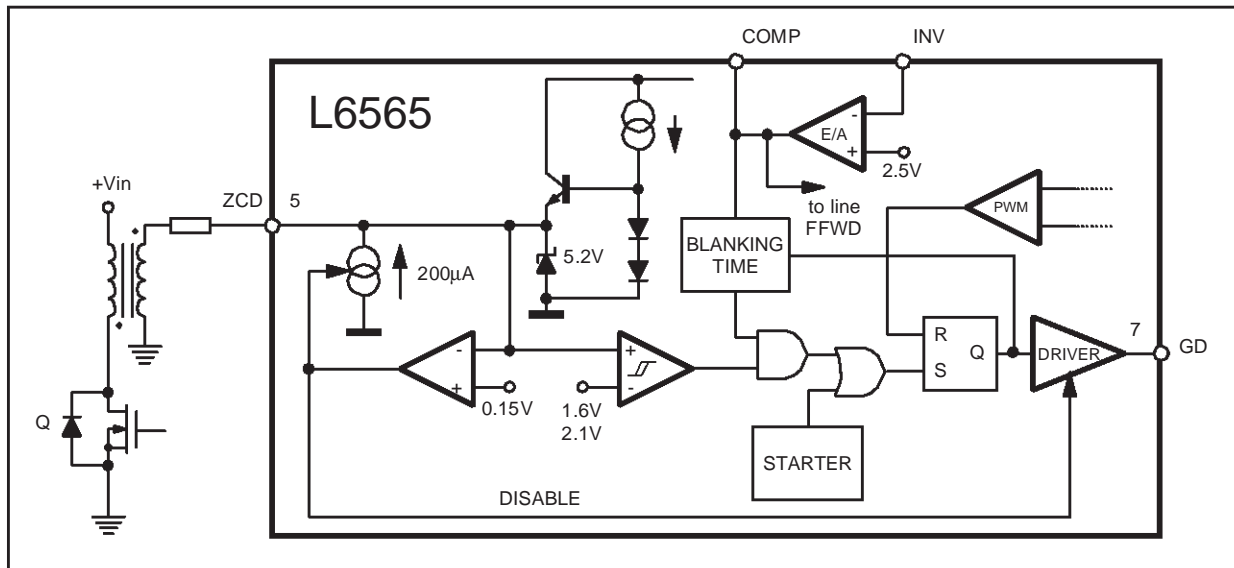 COMP
INV
L6565
E/A
-
+
2.5V
+Vin
ZCD
5
to line
FFWD
PWM
BLANKING
TIME
5.2V
200µA
7
R
Q
S
DRIVER
GD
-
+
0.15V
+
-
1.6V
2.1V
Q
STARTER
DISABLE